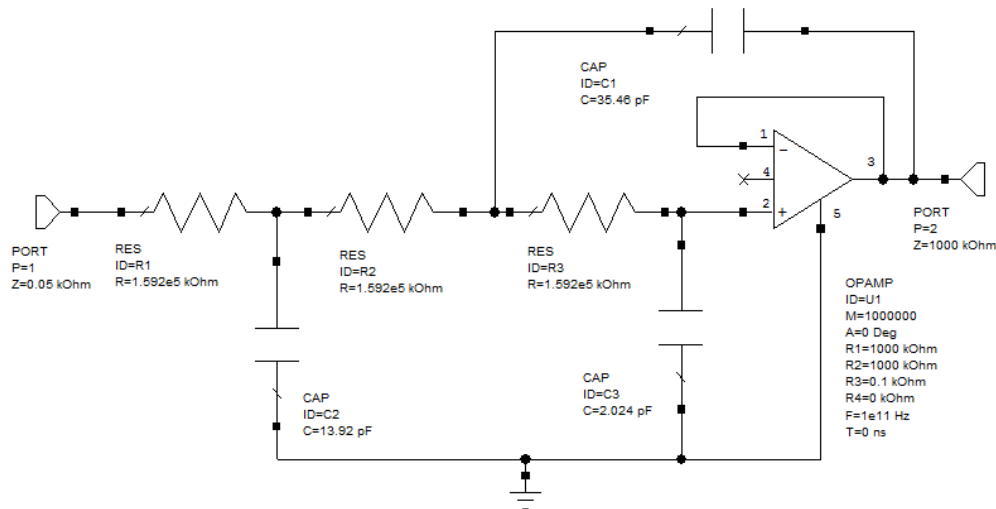 CAP
ID=C1
C=35.46 pF
1
4
2
3
5
PORT
P=1
Z=0.05 kOhm
RES
ID=R1
R=1.592e5 kOhm
RES
ID=R2
R=1.592e5 kOhm
RES
ID=R3
R=1.592e5 kOhm
PORT
P=2
Z=1000 kOhm
OPAMP
ID=U1
M=1000000
A=0 Deg
R1=1000 kOhm
R2=1000 kOhm
R3=0.1 kOhm
R4=0 kOhm
F=1e11 Hz
T=0 ns
CAP
ID=C2
C=13.92 pF
CAP
ID=C3
C=2.024 pF